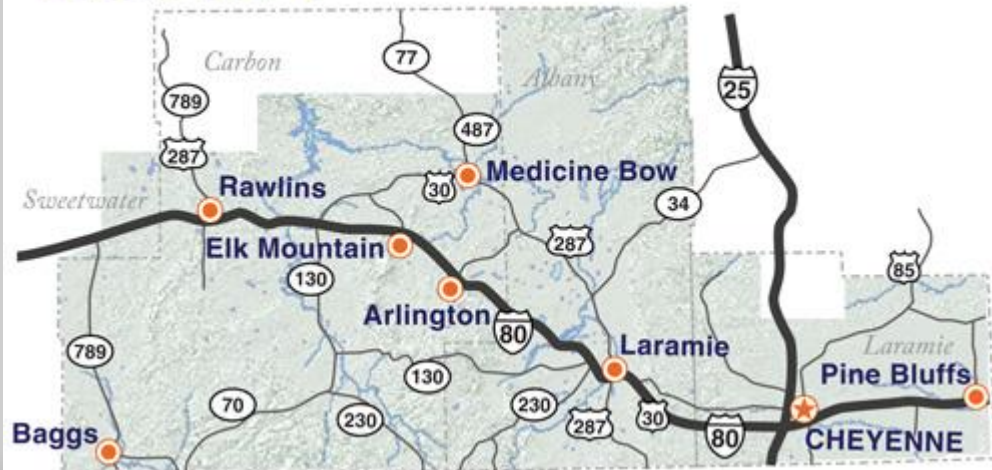 77
Carbon
Albany
789
25
487
287
Medicine Bow
30
Rawlins
Sweetwater
34
287
Elk Mountain
130
85
Arlington
80
Laramie
789
Laramie
130
Pine Bluffs
70
230
230
287
30
80
Baggs
CHEYENNE